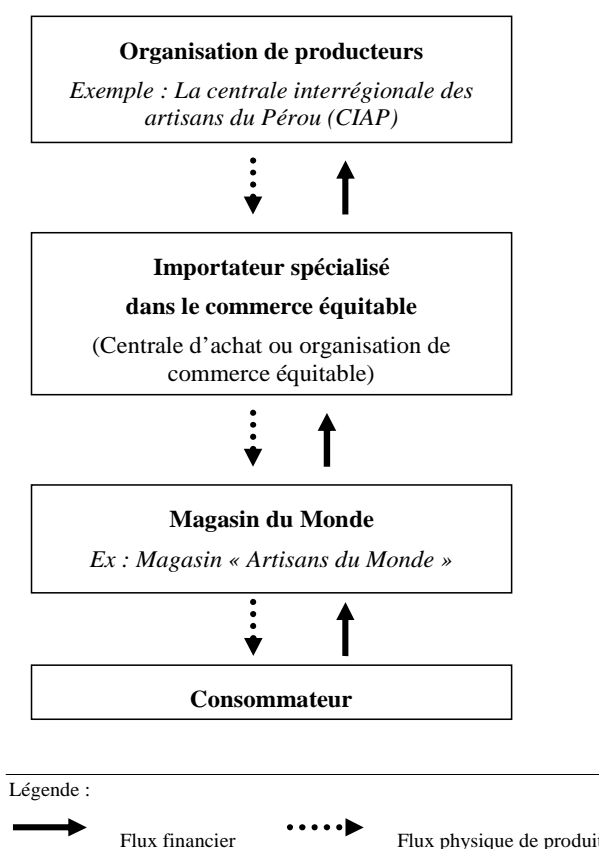 Organisation de producteurs
Exemple : La centrale interrégionale des
artisans du Pérou (CIAP)
Importateur spécialisé
dans le commerce équitable
(Centrale d’achat ou organisation de
commerce équitable)
Magasin du Monde
Ex : Magasin « Artisans du Monde »
Consommateur
Légende :
Flux financier Flux physique de produit